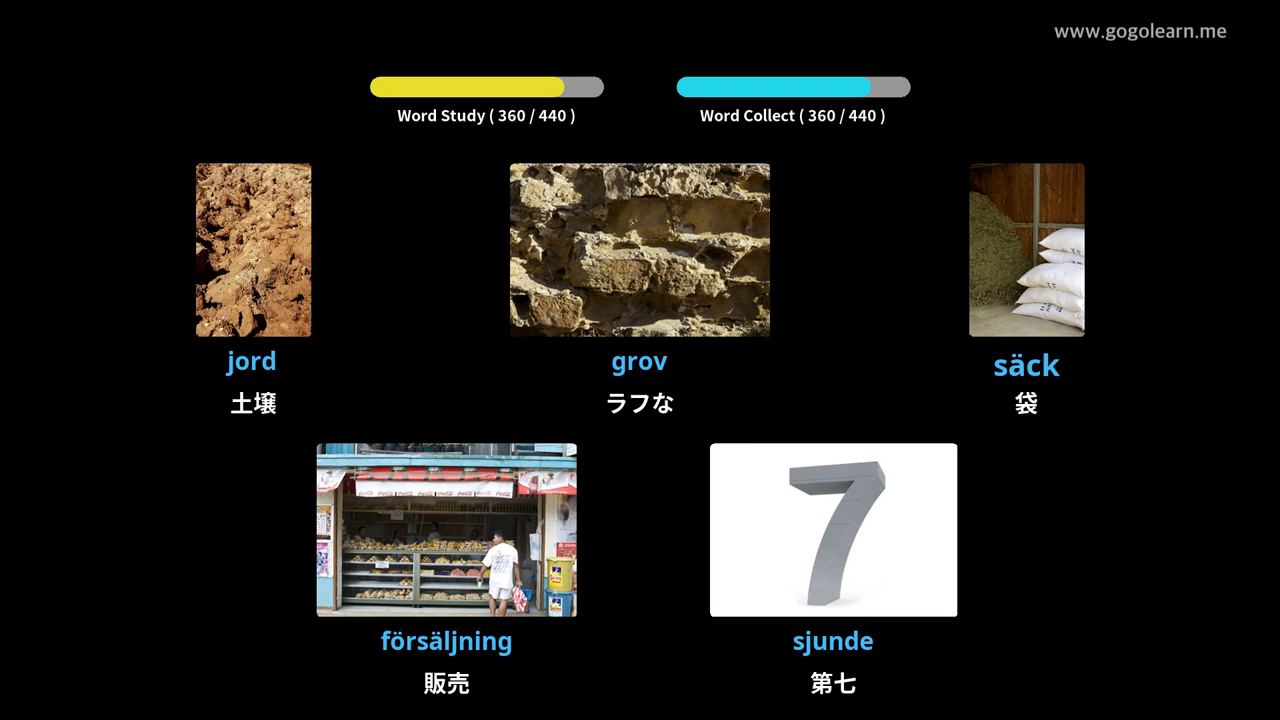 www.gogolearn.me
Word Study ( 360 / 440 )
Word Collect ( 360 / 440 )
jord
土壌
grov
ラフな
säck
袋
försäljning
販売
7
sjunde
第七